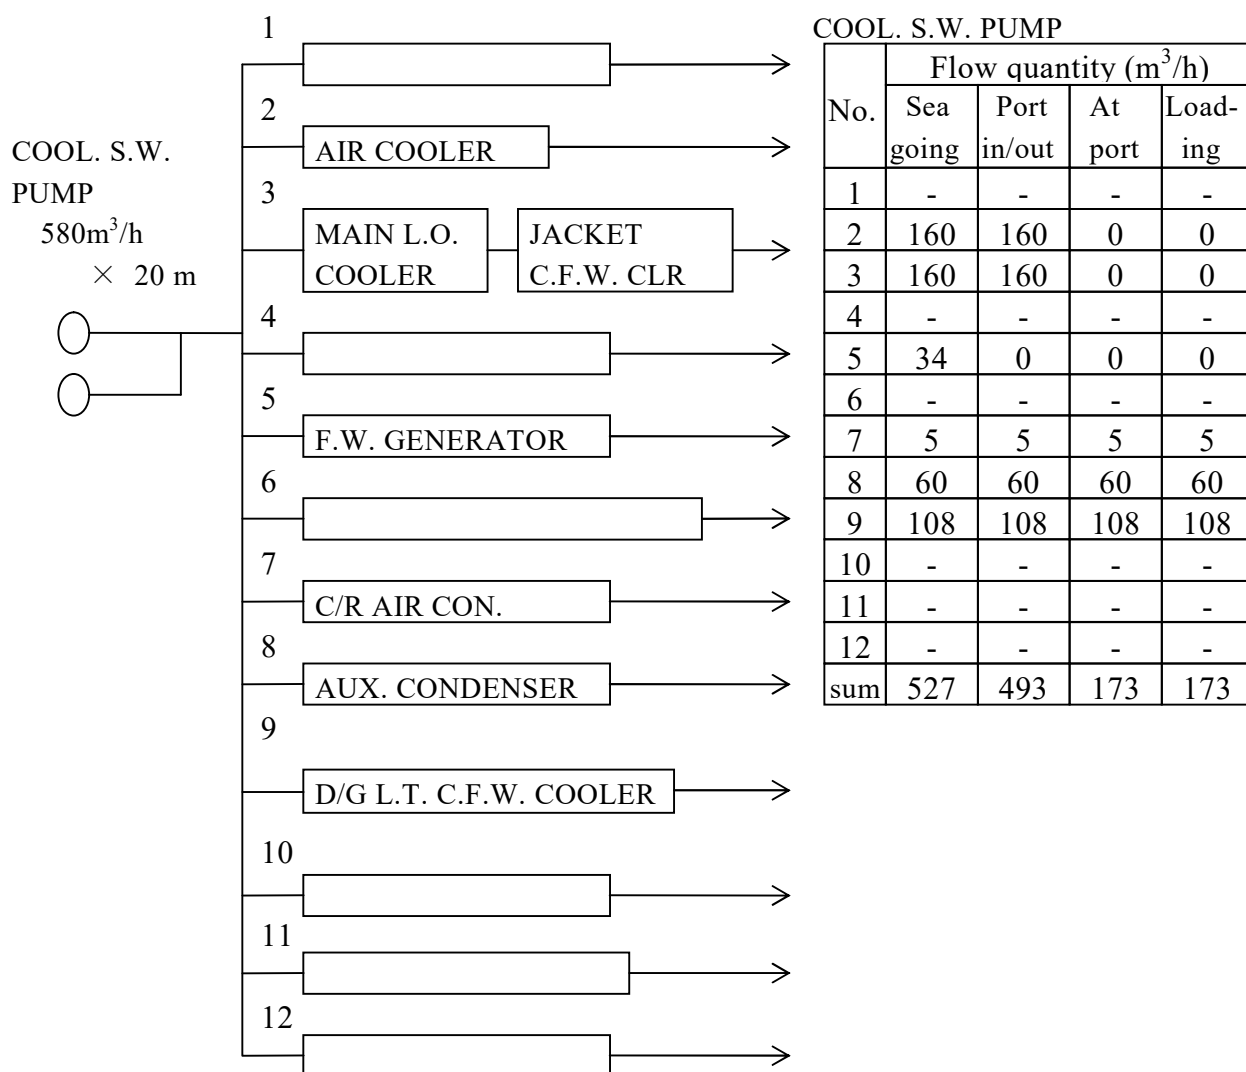 1
2
AIR COOLER
COOL. S.W.
PUMP
580m³/h
× 20 m
3
MAIN L.O.
COOLER
JACKET
C.F.W. CLR
4
5
F.W. GENERATOR
6
7
C/R AIR CON.
8
AUX. CONDENSER
9
D/G L.T. C.F.W. COOLER
10
11
12
COOL. S.W. PUMP
No. Flow quantity (m³/h)
Sea going Port in/out At port Load-ing
1 - - - -
2 160 160 0 0
3 160 160 0 0
4 - - - -
5 34 0 0 0
6 - - - -
7 5 5 5 5
8 60 60 60 60
9 108 108 108 108
10 - - - -
11 - - - -
12 - - - -
sum 527 493 173 173